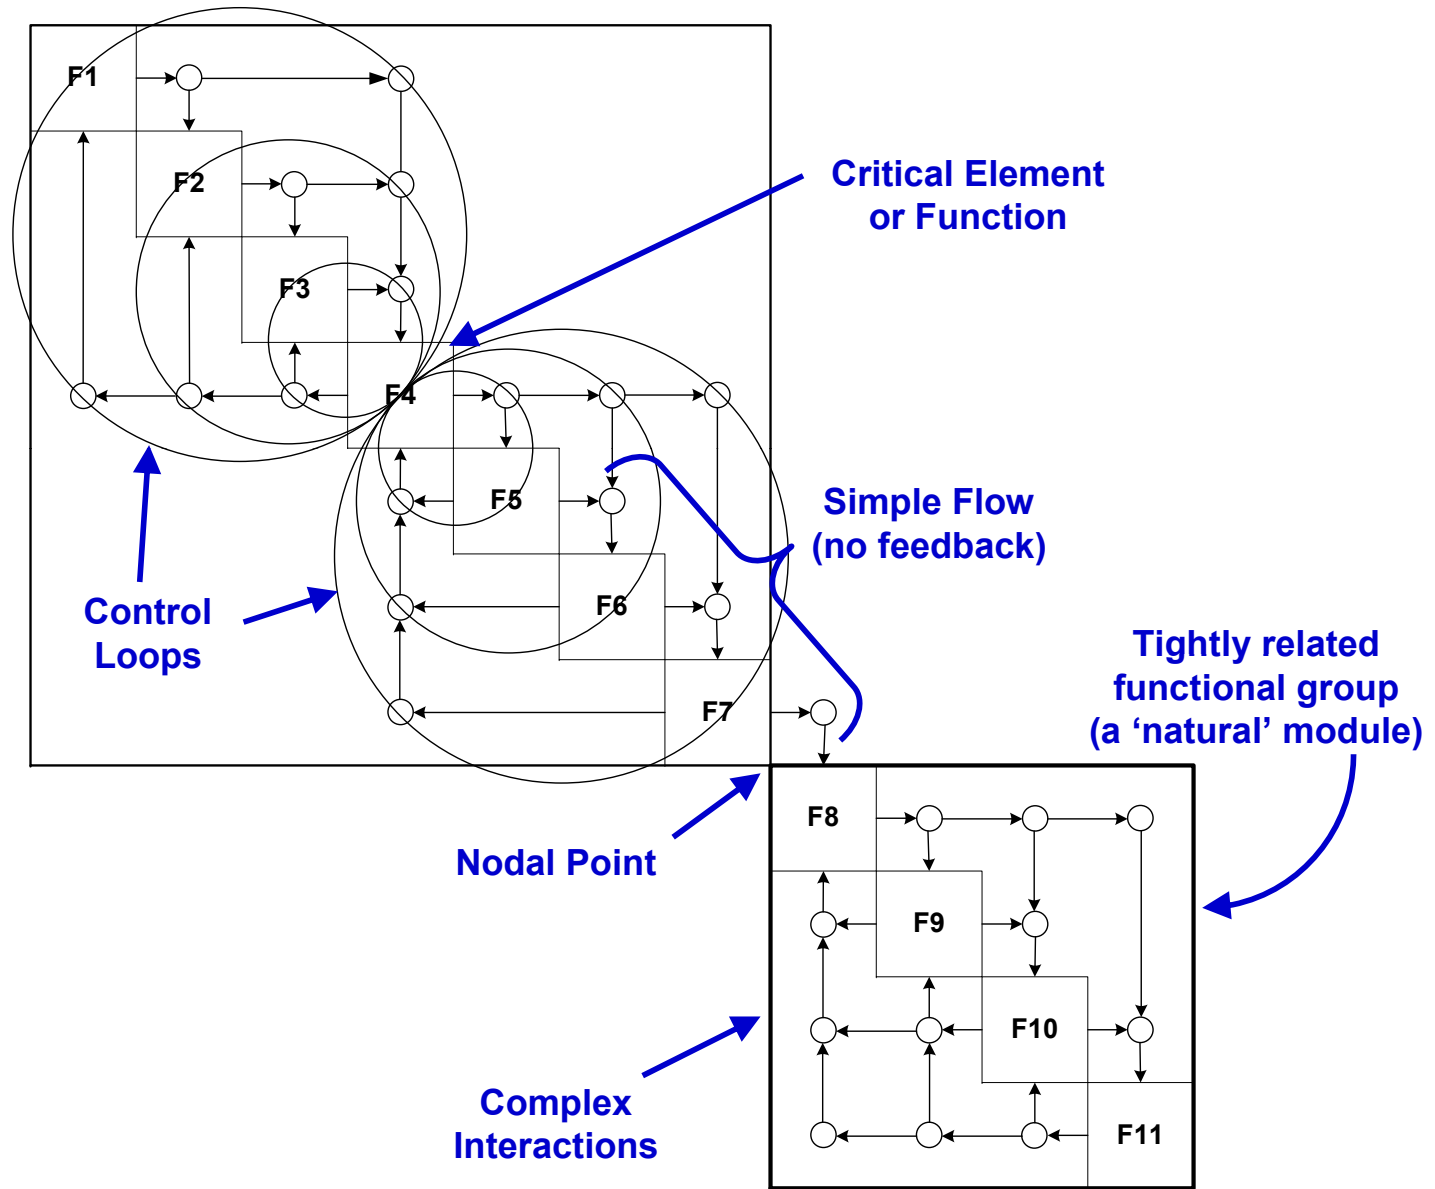 F1
F2
Critical Element
or Function
F3
F4
F5
Simple Flow
(no feedback)
Control
Loops
F6
Tightly related
functional group
(a ‘natural’ module)
F7
F8
Nodal Point
F9
F10
Complex
Interactions
F11